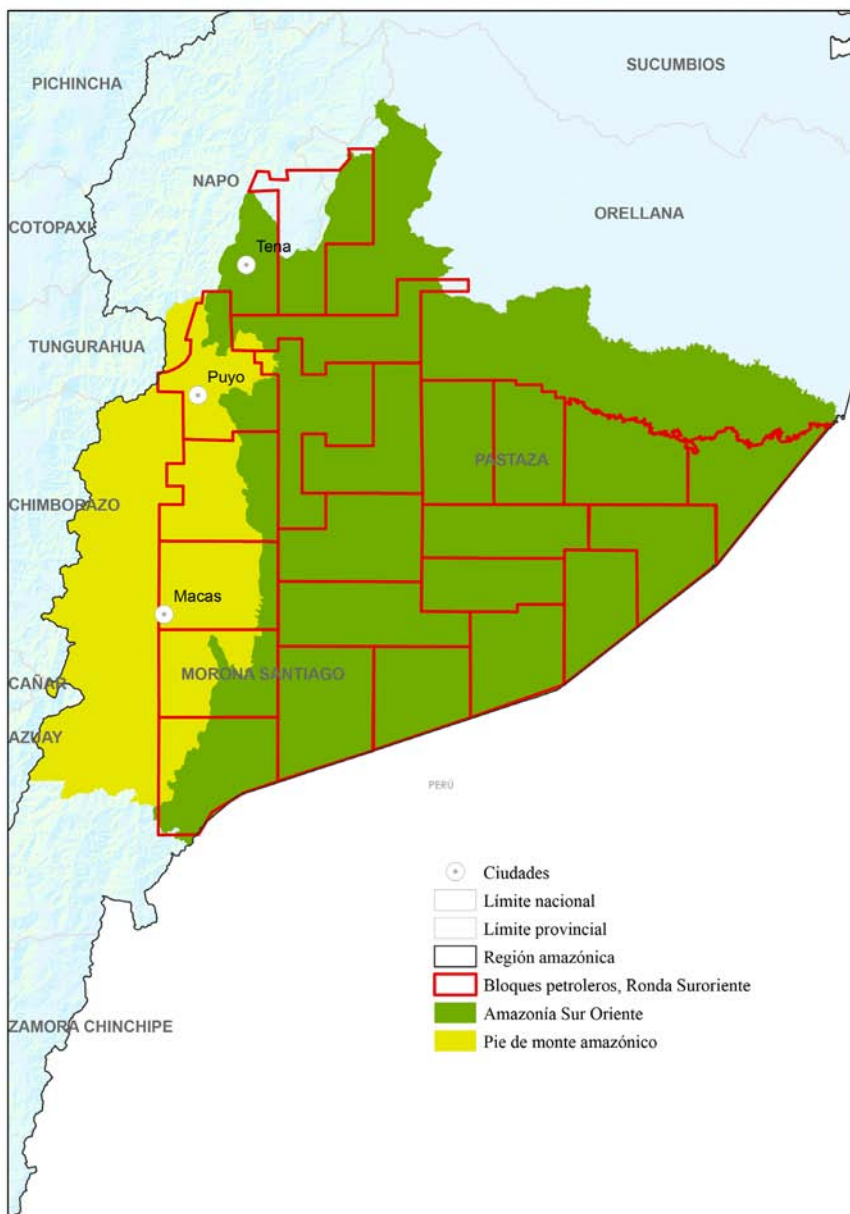 SUCUMBIOS
PICHINCHA
NAPO
ORELLANA
COTOPAXI
Tena
TUNGURAHUA
Puyo
PASTAZA
CHIMBORAZO
Macas
MORONA SANTIAGO
CAÑAR
AZUAY
PERÚ
Ciudades
Límite nacional
Límite provincial
Región amazónica
Bloques petroleros, Ronda Suroriente
Amazonía Sur Oriente
Pie de monte amazónico
ZAMORA CHINCHIPE